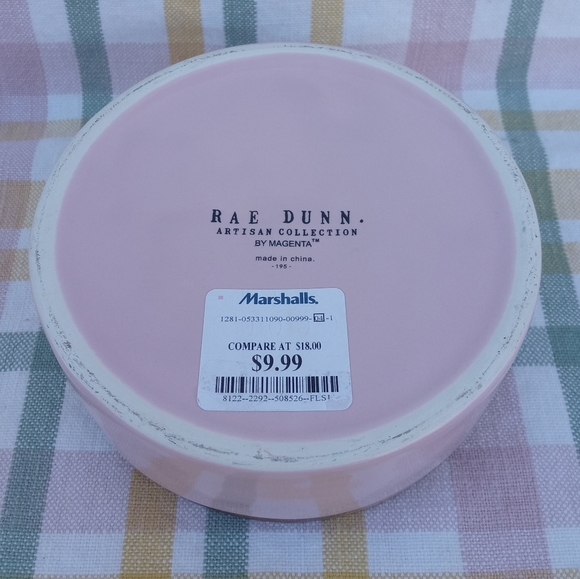 RAE DUNN.
ARTISAN COLLECTION
BY MAGENTA™
made in china.
-195-
Marshalls.
1281-053311090-00999- -1
COMPARE AT $18.00
$9.99
8122--2292--508526--FLS1